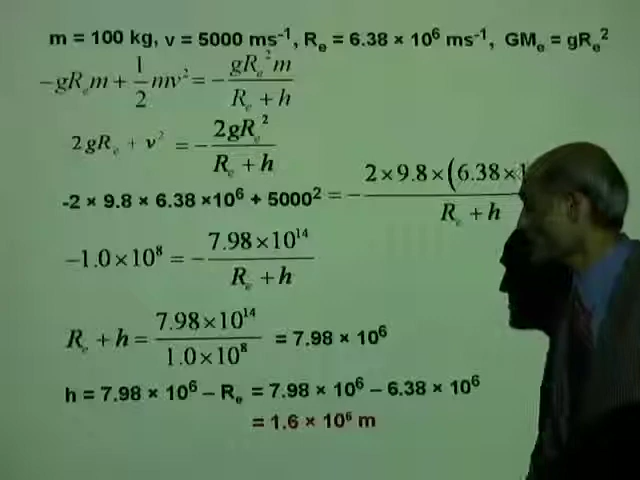 m = 100 kg, v = 5000 ms⁻¹, Rₑ = 6.38 × 10⁶ ms⁻¹, GMₑ = gRₑ²
−gRₑm + 1/2 mv² = − gRₑ²m / Rₑ + h
2gRₑ + v² = − 2gRₑ² / Rₑ + h
-2 × 9.8 × 6.38 ×10⁶ + 5000² = − 2×9.8×(6.38× / Rₑ + h
−1.0×10⁸ = − 7.98×10¹⁴ / Rₑ + h
Rₑ + h = 7.98×10¹⁴ / 1.0×10⁸ = 7.98 × 10⁶
h = 7.98 × 10⁶ − Rₑ = 7.98 × 10⁶ − 6.38 × 10⁶
= 1.6 × 10⁶ m